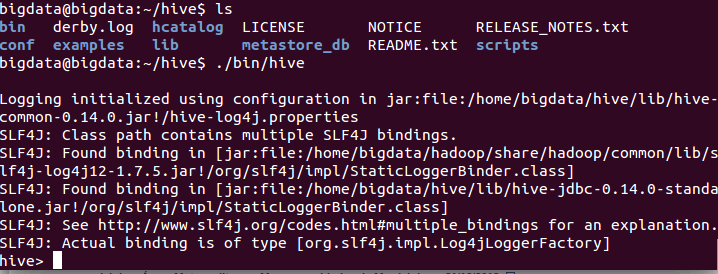 bigdata@bigdata:~/hive$ ls
bin derby.log hcatalog LICENSE NOTICE RELEASE_NOTES.txt
conf examples lib metastore_db README.txt scripts
bigdata@bigdata:~/hive$ ./bin/hive
Logging initialized using configuration in jar:file:/home/bigdata/hive/lib/hive-
common-0.14.0.jar!/hive-log4j.properties
SLF4J: Class path contains multiple SLF4J bindings.
SLF4J: Found binding in [jar:file:/home/bigdata/hadoop/share/hadoop/common/lib/s
lf4j-log4j12-1.7.5.jar!/org/slf4j/impl/StaticLoggerBinder.class]
SLF4J: Found binding in [jar:file:/home/bigdata/hive/lib/hive-jdbc-0.14.0-standa
lone.jar!/org/slf4j/impl/StaticLoggerBinder.class]
SLF4J: See http://www.slf4j.org/codes.html#multiple_bindings for an explanation.
SLF4J: Actual binding is of type [org.slf4j.impl.Log4jLoggerFactory]
hive>